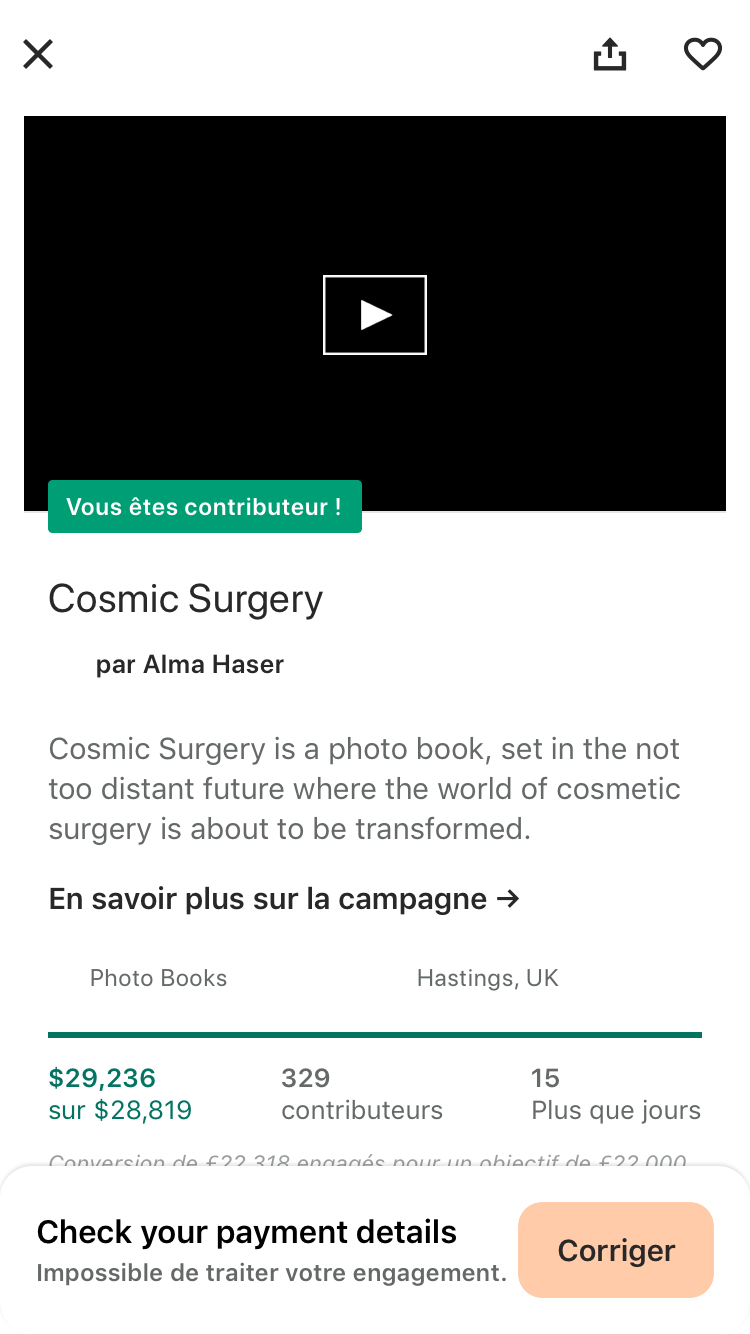 Vous êtes contributeur !
Cosmic Surgery
par Alma Haser
Cosmic Surgery is a photo book, set in the not
too distant future where the world of cosmetic
surgery is about to be transformed.
En savoir plus sur la campagne →
Photo Books
Hastings, UK
$29,236
sur $28,819
329
contributeurs
15
Plus que jours
Conversion de £22 318 engagés pour un objectif de £22 000
Check your payment details
Impossible de traiter votre engagement.
Corriger